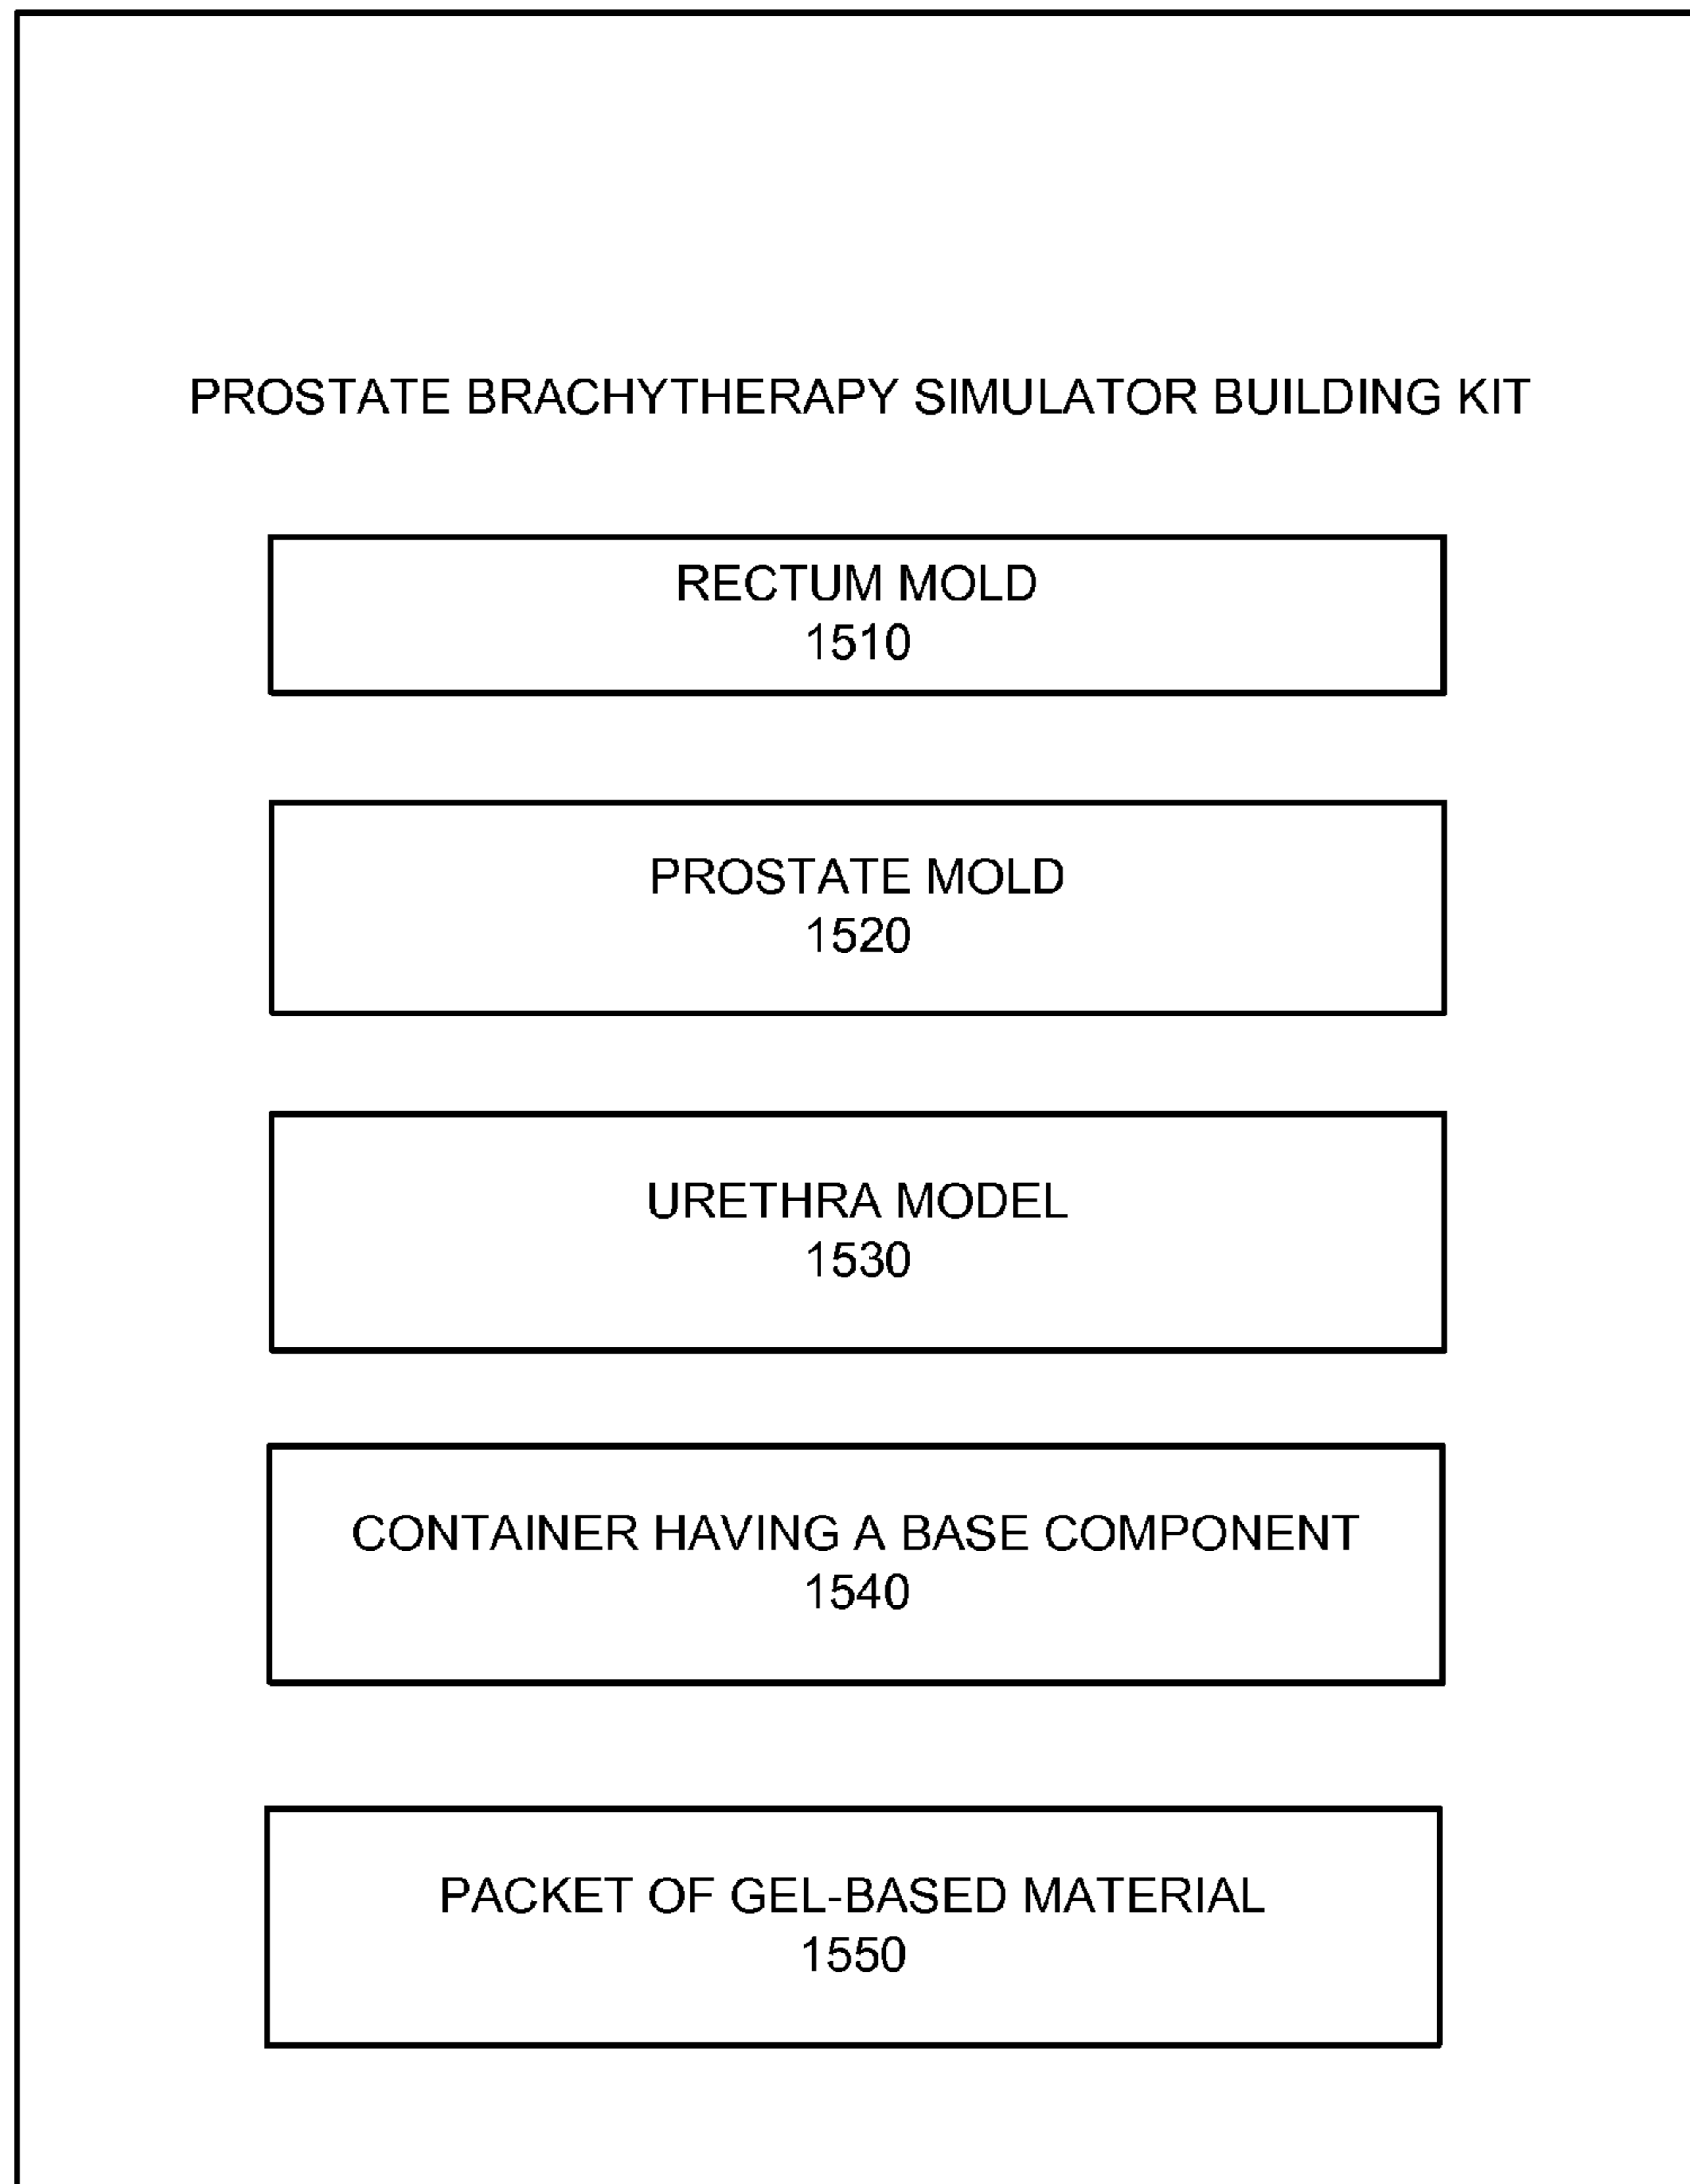 PROSTATE BRACHYTHERAPY SIMULATOR BUILDING KIT
RECTUM MOLD
1510
PROSTATE MOLD
1520
URETHRA MODEL
1530
CONTAINER HAVING A BASE COMPONENT
1540
PACKET OF GEL-BASED MATERIAL
1550